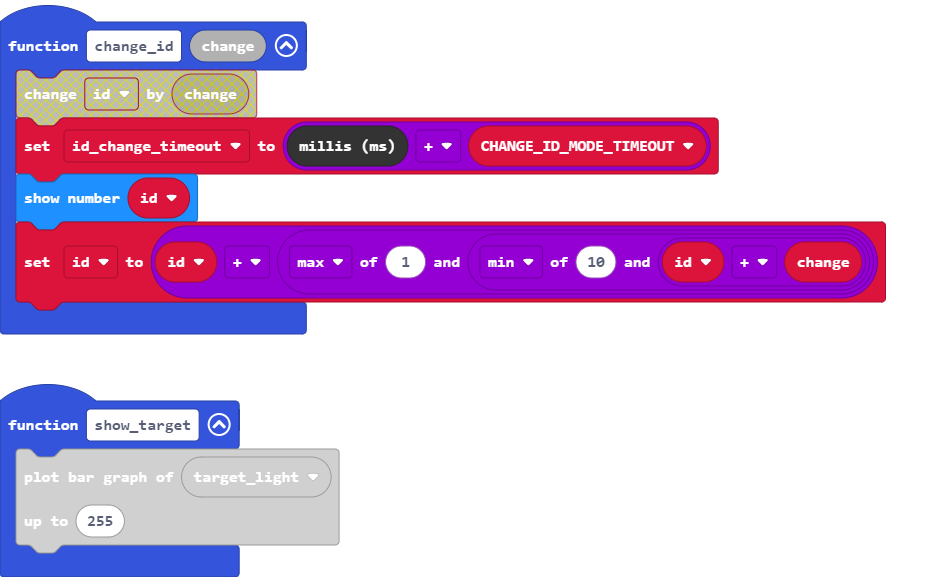 function change_id change
change id by change
set id_change_timeout to millis (ms) + CHANGE_ID_MODE_TIMEOUT
show number id
set id to id + max of 1 and min of 10 and id + change
function show_target
plot bar graph of target_light
up to 255